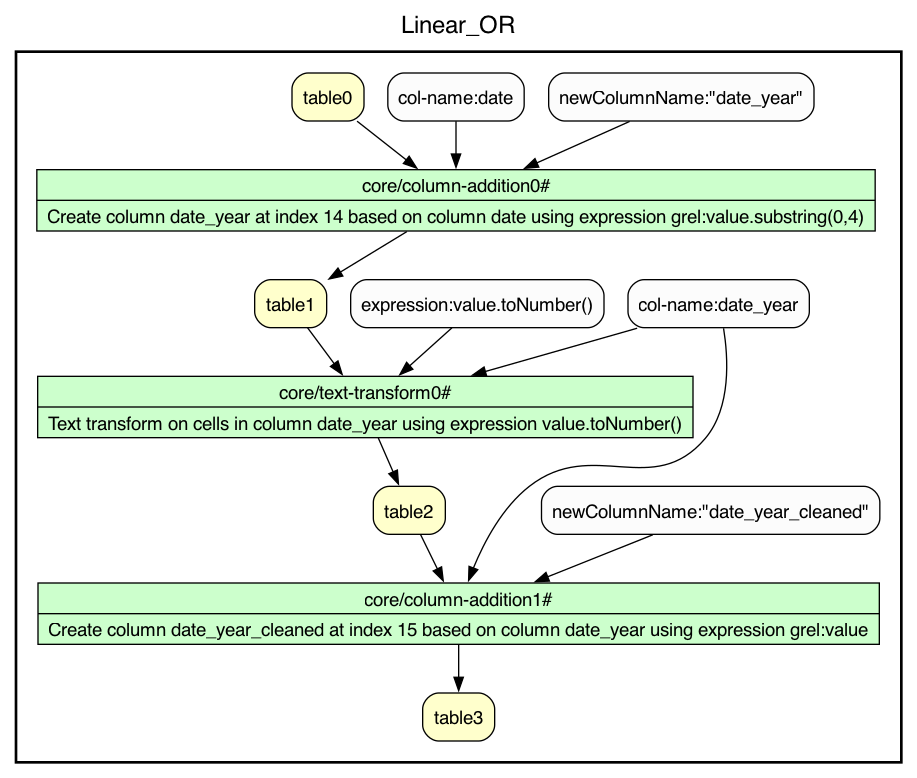 Linear_OR
table0
col-name:date
newColumnName:"date_year"
core/column-addition0#
Create column date_year at index 14 based on column date using expression grel:value.substring(0,4)
table1
expression:value.toNumber()
col-name:date_year
core/text-transform0#
Text transform on cells in column date_year using expression value.toNumber()
table2
newColumnName:"date_year_cleaned"
core/column-addition1#
Create column date_year_cleaned at index 15 based on column date_year using expression grel:value
table3